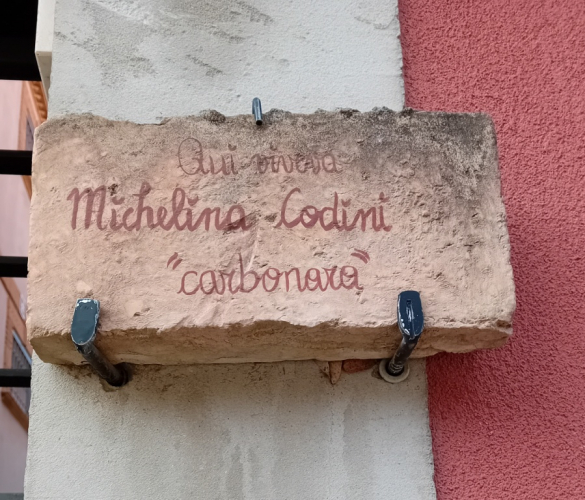 Qui viveva
Michelina Codini
"carbonara"